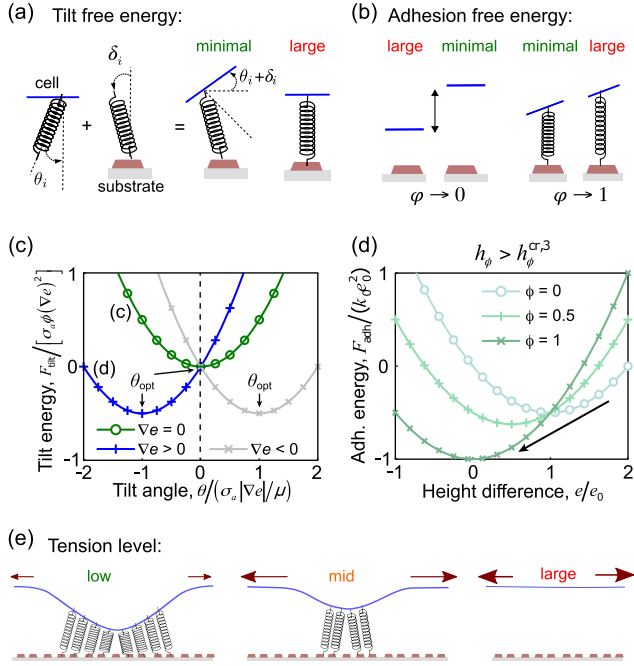 (a) Tilt free energy:
cell
θi
+
δi
substrate
=
minimal
θi+δi
large
(b) Adhesion free energy:
large
minimal
φ → 0
minimal
large
φ → 1
(c)
Tilt energy, Ftilt/[σaϕ(∇e)²]
1
0
-1
(c)
(d)
θopt
θopt
∇e = 0
∇e > 0
∇e < 0
-2
-1
0
1
2
Tilt angle, θ/(σa|∇e|/μ)
(d)
hϕ > hϕcr,3
Adh. energy, Fadh/(k0e0²)
1
0
-1
ϕ = 0
ϕ = 0.5
ϕ = 1
-1
0
1
2
Height difference, e/e0
(e) Tension level:
low
mid
large